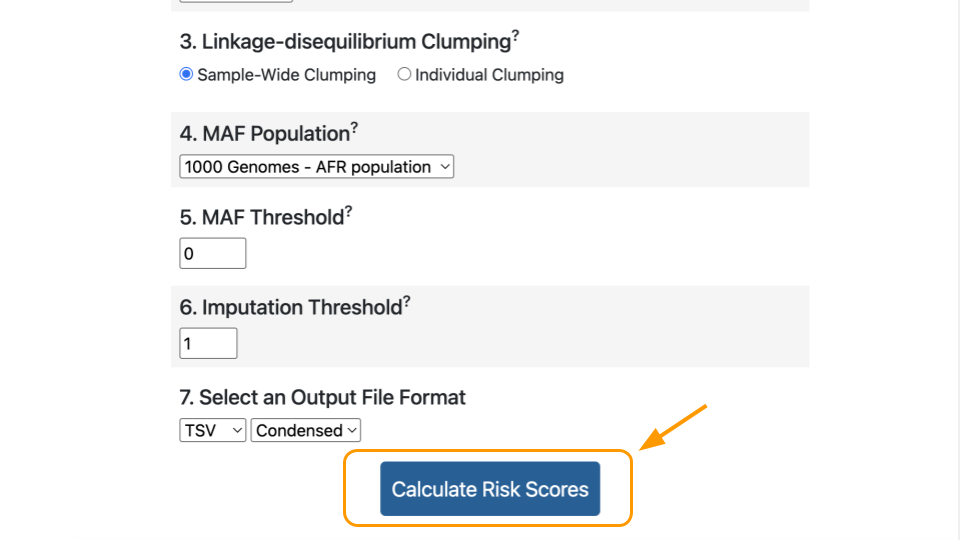 3. Linkage-disequilibrium Clumping?
Sample-Wide Clumping Individual Clumping
4. MAF Population?
1000 Genomes - AFR population
5. MAF Threshold?
0
6. Imputation Threshold?
1
7. Select an Output File Format
TSV Condensed
Calculate Risk Scores